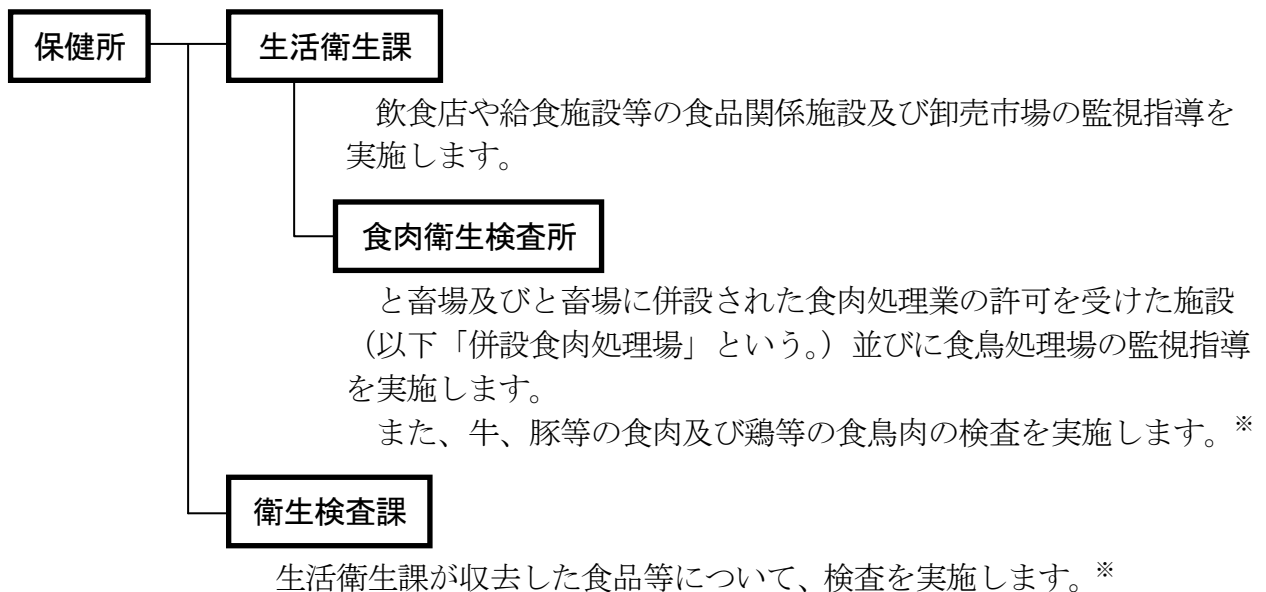 保健所
生活衛生課
飲食店や給食施設等の食品関係施設及び卸売市場の監視指導を
実施します。
食肉衛生検査所
と畜場及びと畜場に併設された食肉処理業の許可を受けた施設
（以下「併設食肉処理場」という。）並びに食鳥処理場の監視指導
を実施します。
また、牛、豚等の食肉及び鶏等の食鳥肉の検査を実施します。※
衛生検査課
生活衛生課が収去した食品等について、検査を実施します。※